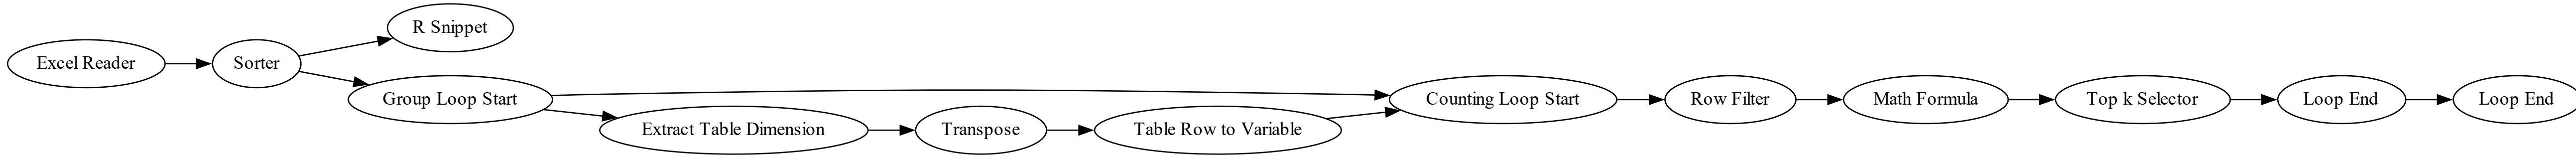 Excel Reader
Sorter
R Snippet
Group Loop Start
Extract Table Dimension
Transpose
Table Row to Variable
Counting Loop Start
Row Filter
Math Formula
Top k Selector
Loop End
Loop End